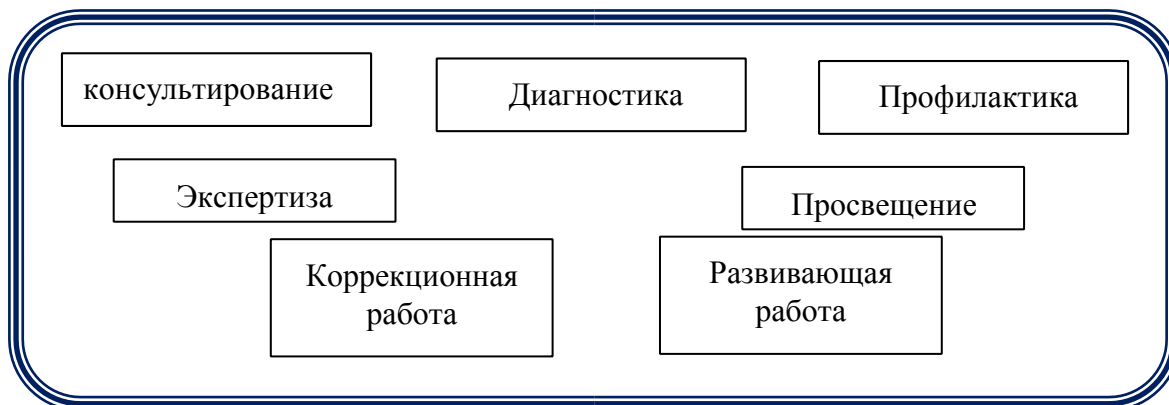 консультирование
Диагностика
Профилактика
Экспертиза
Просвещение
Коррекционная
работа
Развивающая
работа